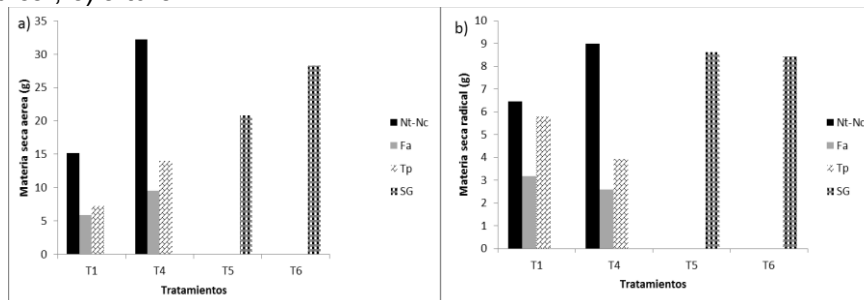 a)
35
30
25
20
15
10
5
0
Materia seca aerea (g)
T1 T4 T5 T6
Tratamientos
Nt-Nc
Fa
Tp
SG
b)
10
9
8
7
6
5
4
3
2
1
0
Materia seca radical (g)
T1 T4 T5 T6
Tratamientos
Nt-Nc
Fa
Tp
SG